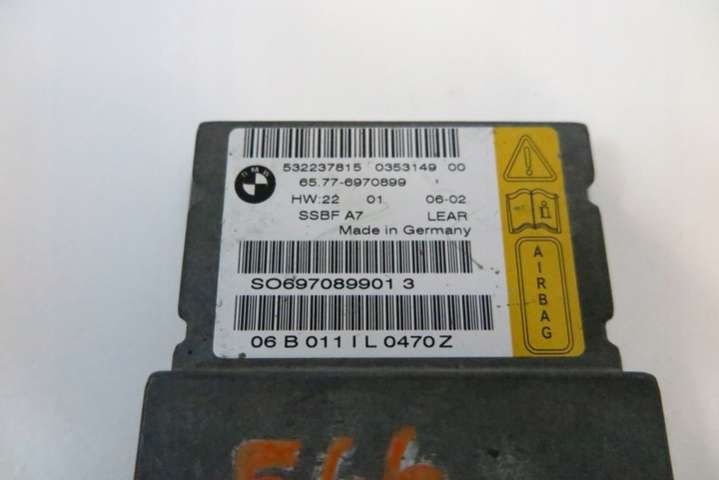 532237815 0353149 00
BMW
65.77-6970899
HW:22 01 06-02
SSBF A7 LEAR
Made in Germany
SO697089901 3
06 B 011 I L 0470 Z
AIRBAG